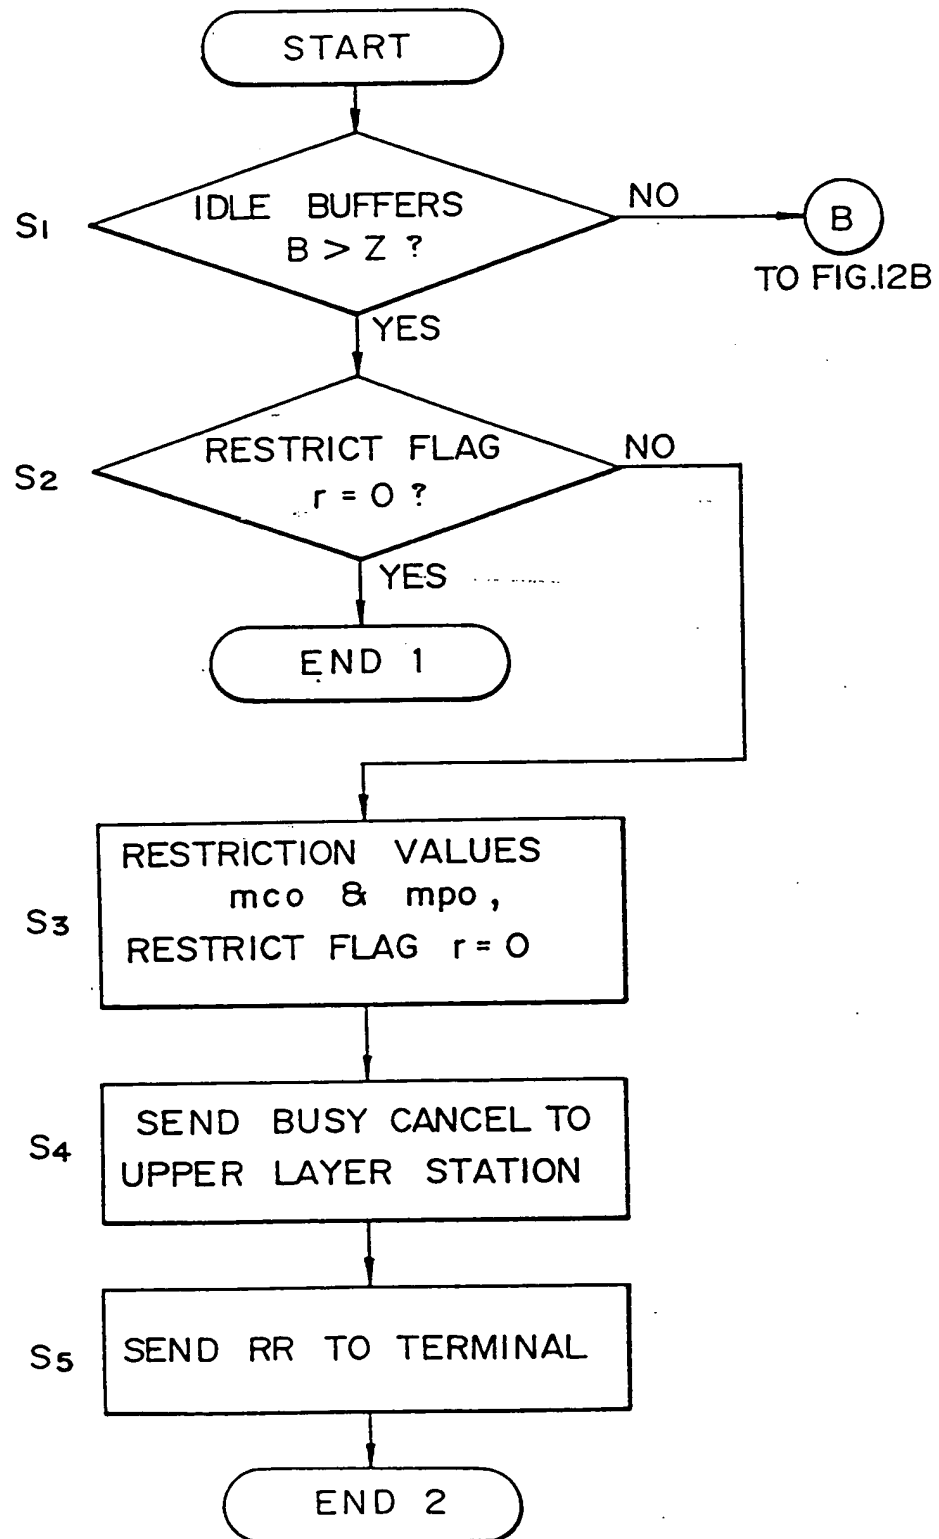 START
S1
IDLE BUFFERS
B > Z ?
NO
B
TO FIG.12B
YES
S2
RESTRICT FLAG
r = 0 ?
NO
YES
END 1
S3
RESTRICTION VALUES
mco & mpo,
RESTRICT FLAG r = 0
S4
SEND BUSY CANCEL TO
UPPER LAYER STATION
S5
SEND RR TO TERMINAL
END 2